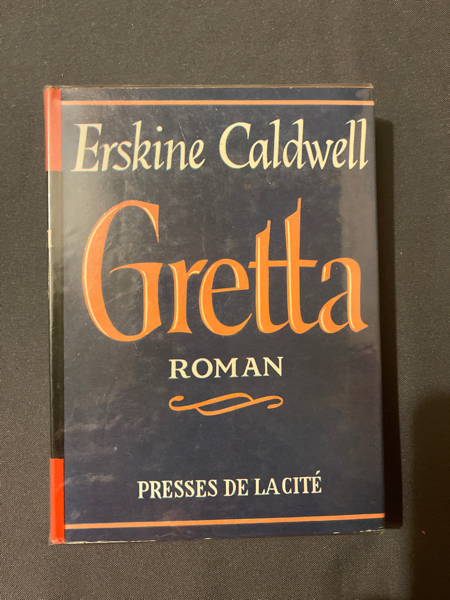 Erskine Caldwell
Gretta
ROMAN
PRESSES DE LA CITÉ